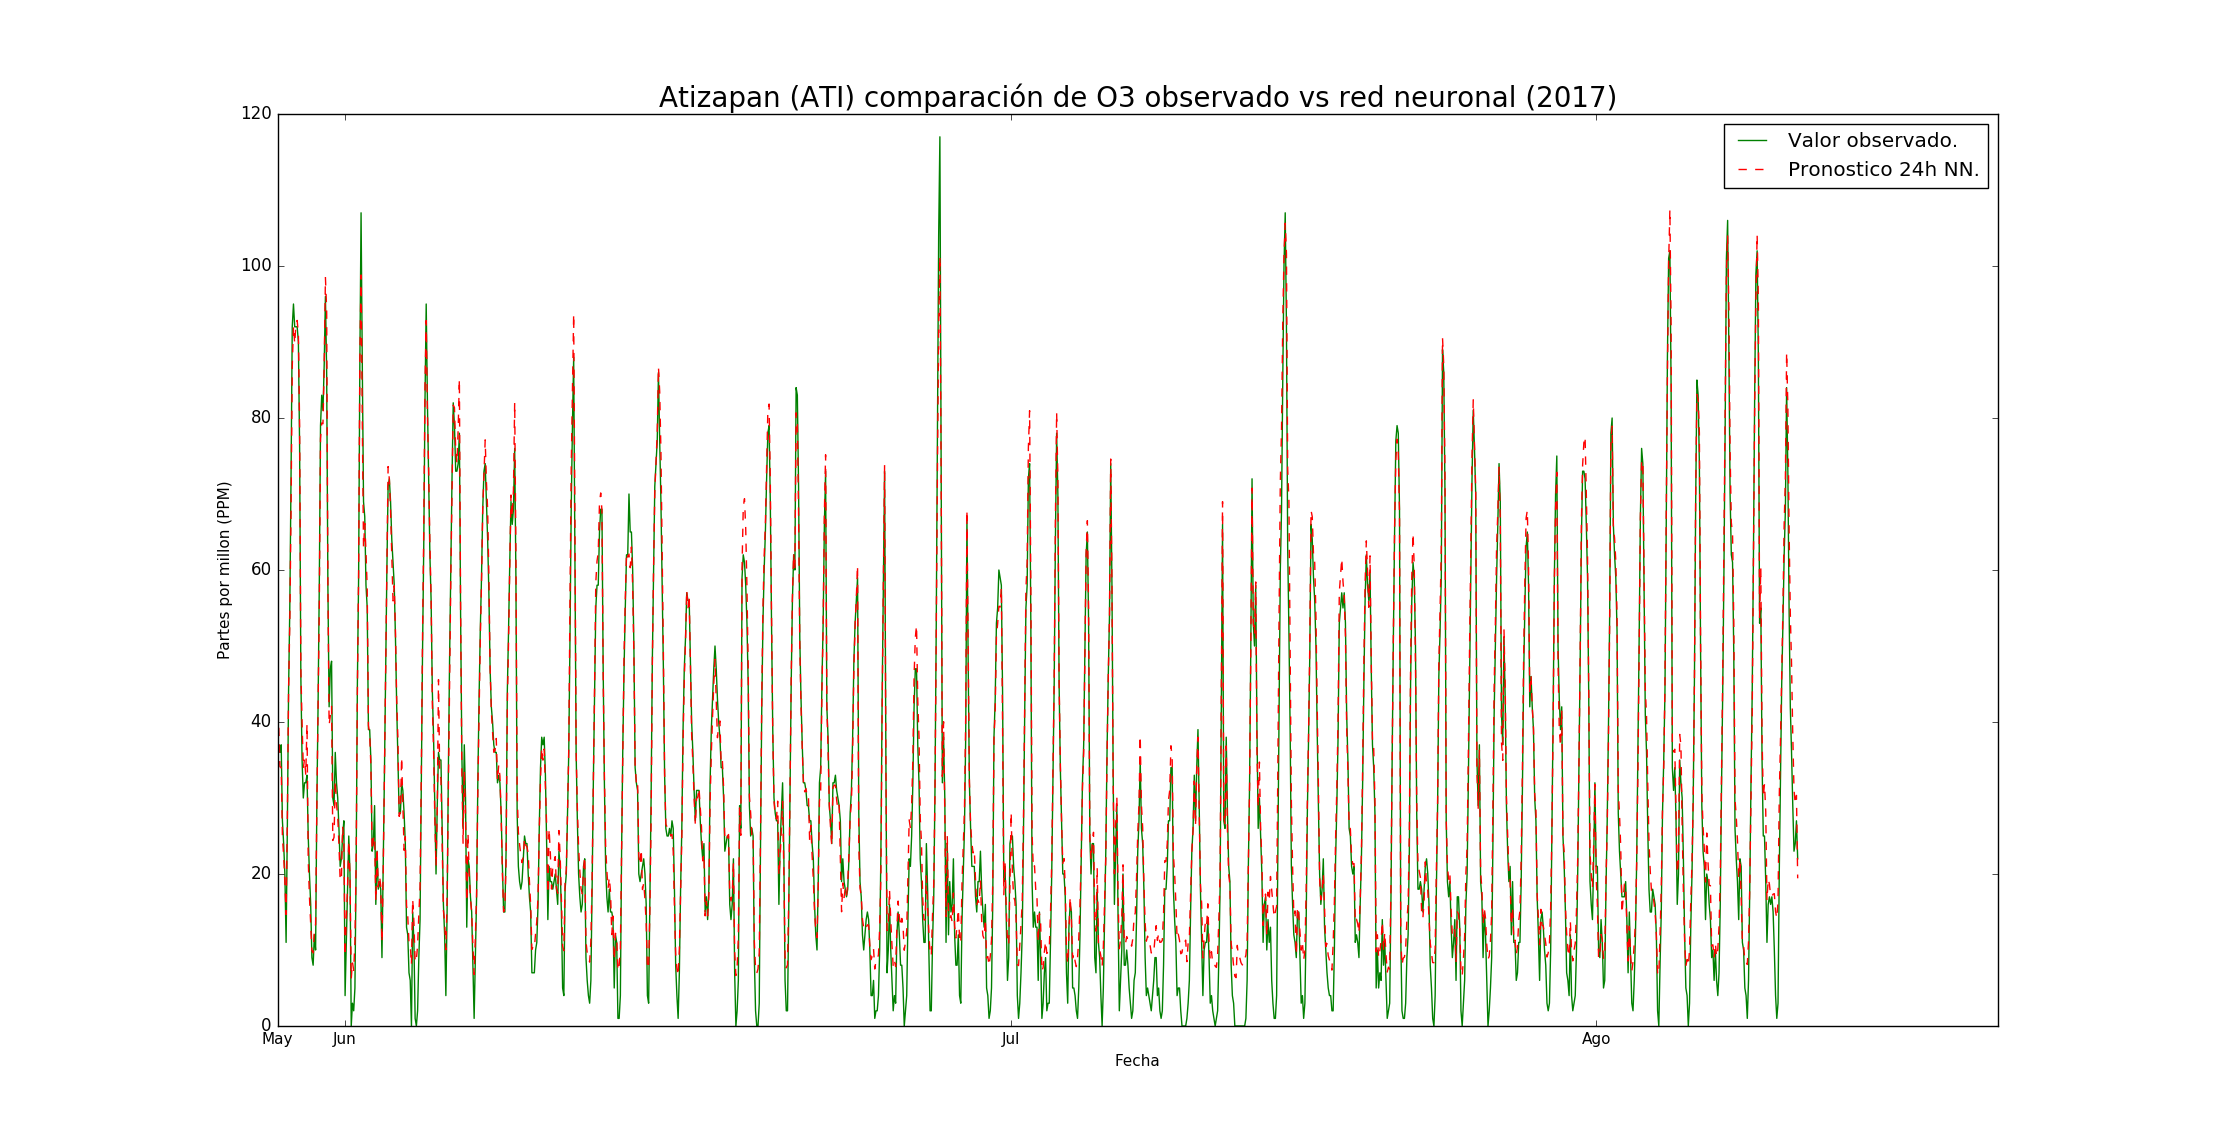 Atizapan (ATI) comparación de O3 observado vs red neuronal (2017)
120
100
80
60
40
20
0
Partes por millon (PPM)
Valor observado.
Pronostico 24h NN.
May
Jun
Jul
Ago
Fecha